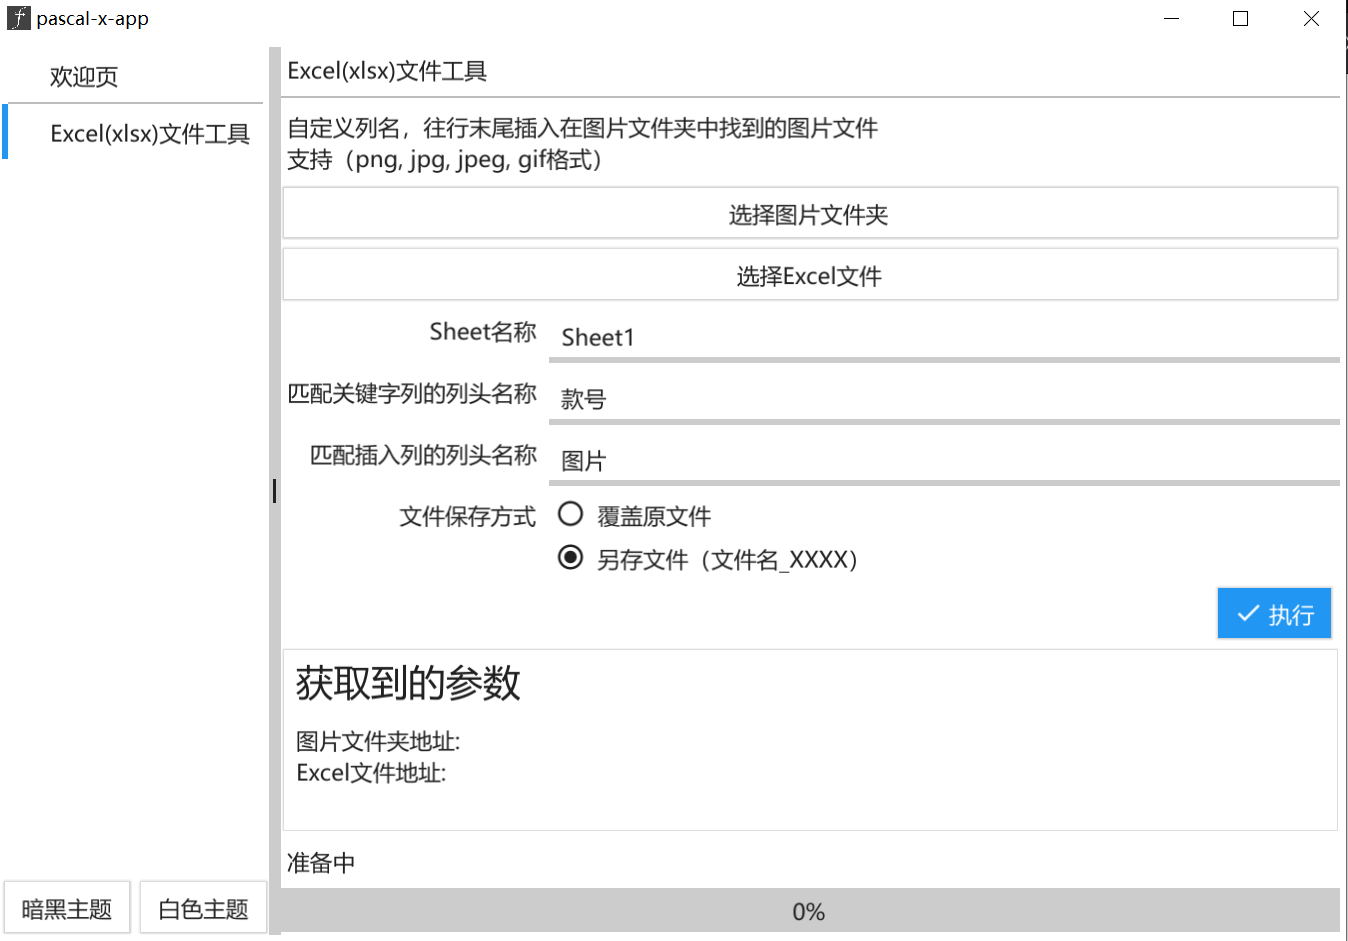 pascal-x-app
欢迎页
Excel(xlsx)文件工具
暗黑主题
白色主题
Excel(xlsx)文件工具
自定义列名，往行末尾插入在图片文件夹中找到的图片文件
支持（png, jpg, jpeg, gif格式）
选择图片文件夹
选择Excel文件
Sheet名称
Sheet1
匹配关键字列的列头名称
款号
匹配插入列的列头名称
图片
文件保存方式
覆盖原文件
另存文件（文件名_XXXX）
执行
获取到的参数
图片文件夹地址:
Excel文件地址:
准备中
0%